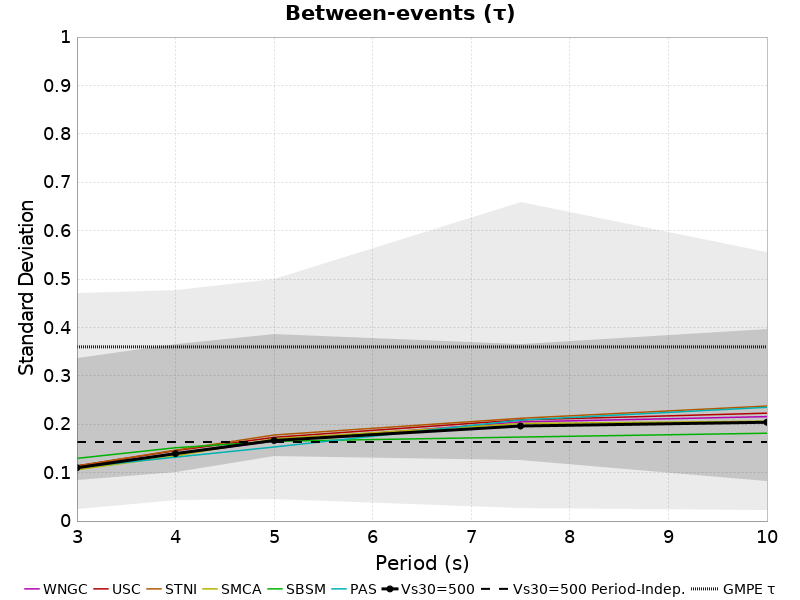 Between-events (τ)
Standard Deviation
1
0.9
0.8
0.7
0.6
0.5
0.4
0.3
0.2
0.1
0
3 4 5 6 7 8 9 10
Period (s)
WNGC USC STNI SMCA SBSM PAS Vs30=500 Vs30=500 Period-Indep. GMPE τ